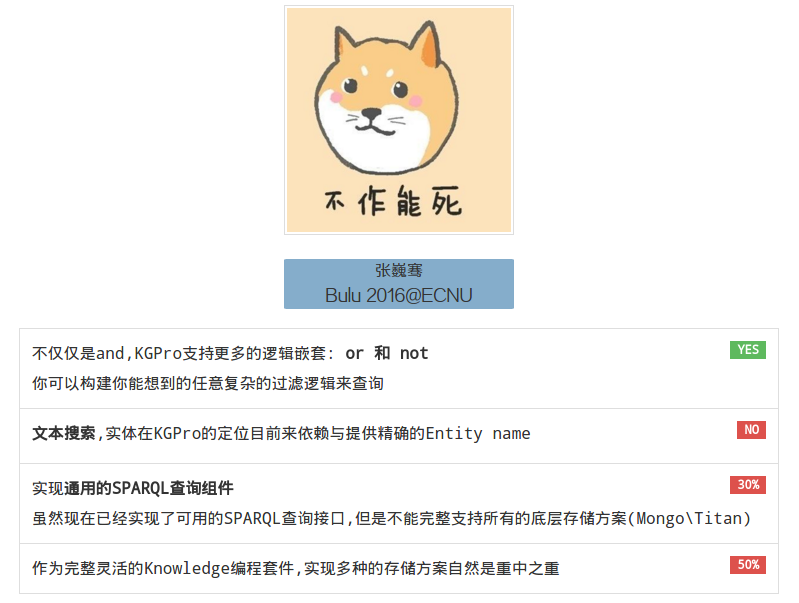 不作能死
张巍骞
Bulu 2016@ECNU
不仅仅是and,KGPro支持更多的逻辑嵌套: or 和 not
YES
你可以构建你能想到的任意复杂的过滤逻辑来查询
文本搜索,实体在KGPro的定位目前来依赖与提供精确的Entity name
NO
实现通用的SPARQL查询组件
30%
虽然现在已经实现了可用的SPARQL查询接口,但是不能完整支持所有的底层存储方案(Mongo\Titan)
作为完整灵活的Knowledge编程套件,实现多种的存储方案自然是重中之重
50%